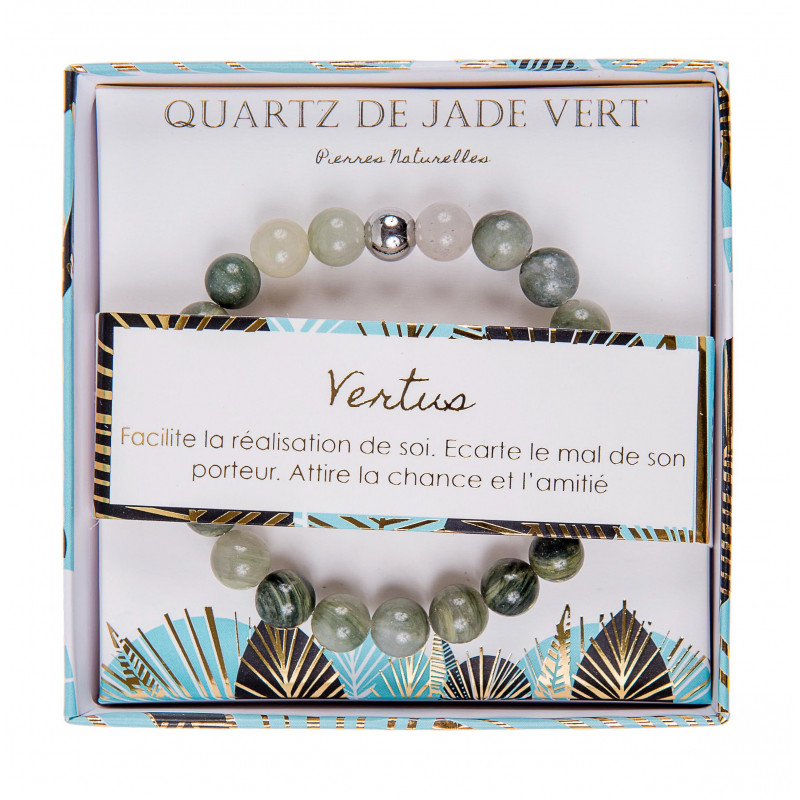 QUARTZ DE JADE VERT
Pierres Naturelles
Vertus
Facilite la réalisation de soi. Ecarte le mal de son
porteur. Attire la chance et l'amitié